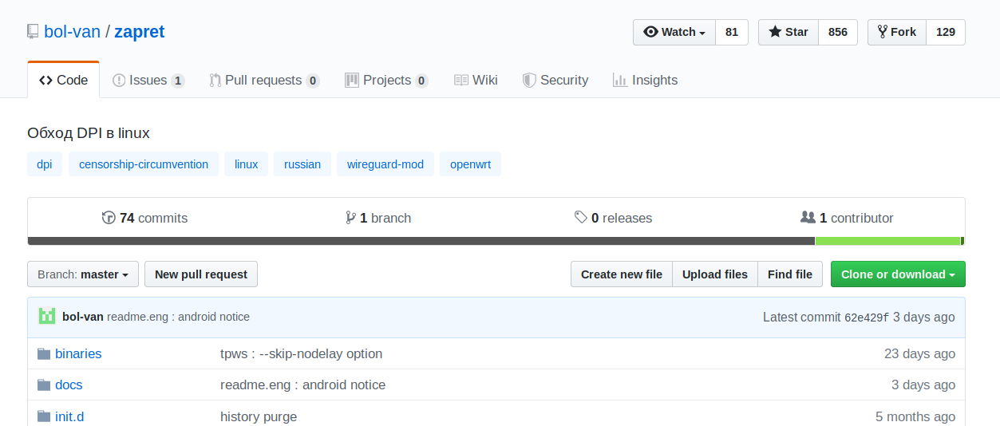 bol-van / zapret
Watch 81 Star 856 Fork 129
Code Issues 1 Pull requests 0 Projects 0 Wiki Security Insights
Обход DPI в linux
dpi censorship-circumvention linux russian wireguard-mod openwrt
74 commits 1 branch 0 releases 1 contributor
Branch: master New pull request Create new file Upload files Find file Clone or download
bol-van readme.eng : android notice Latest commit 62e429f 3 days ago
binaries tpws : --skip-nodelay option 23 days ago
docs readme.eng : android notice 3 days ago
init.d history purge 5 months ago